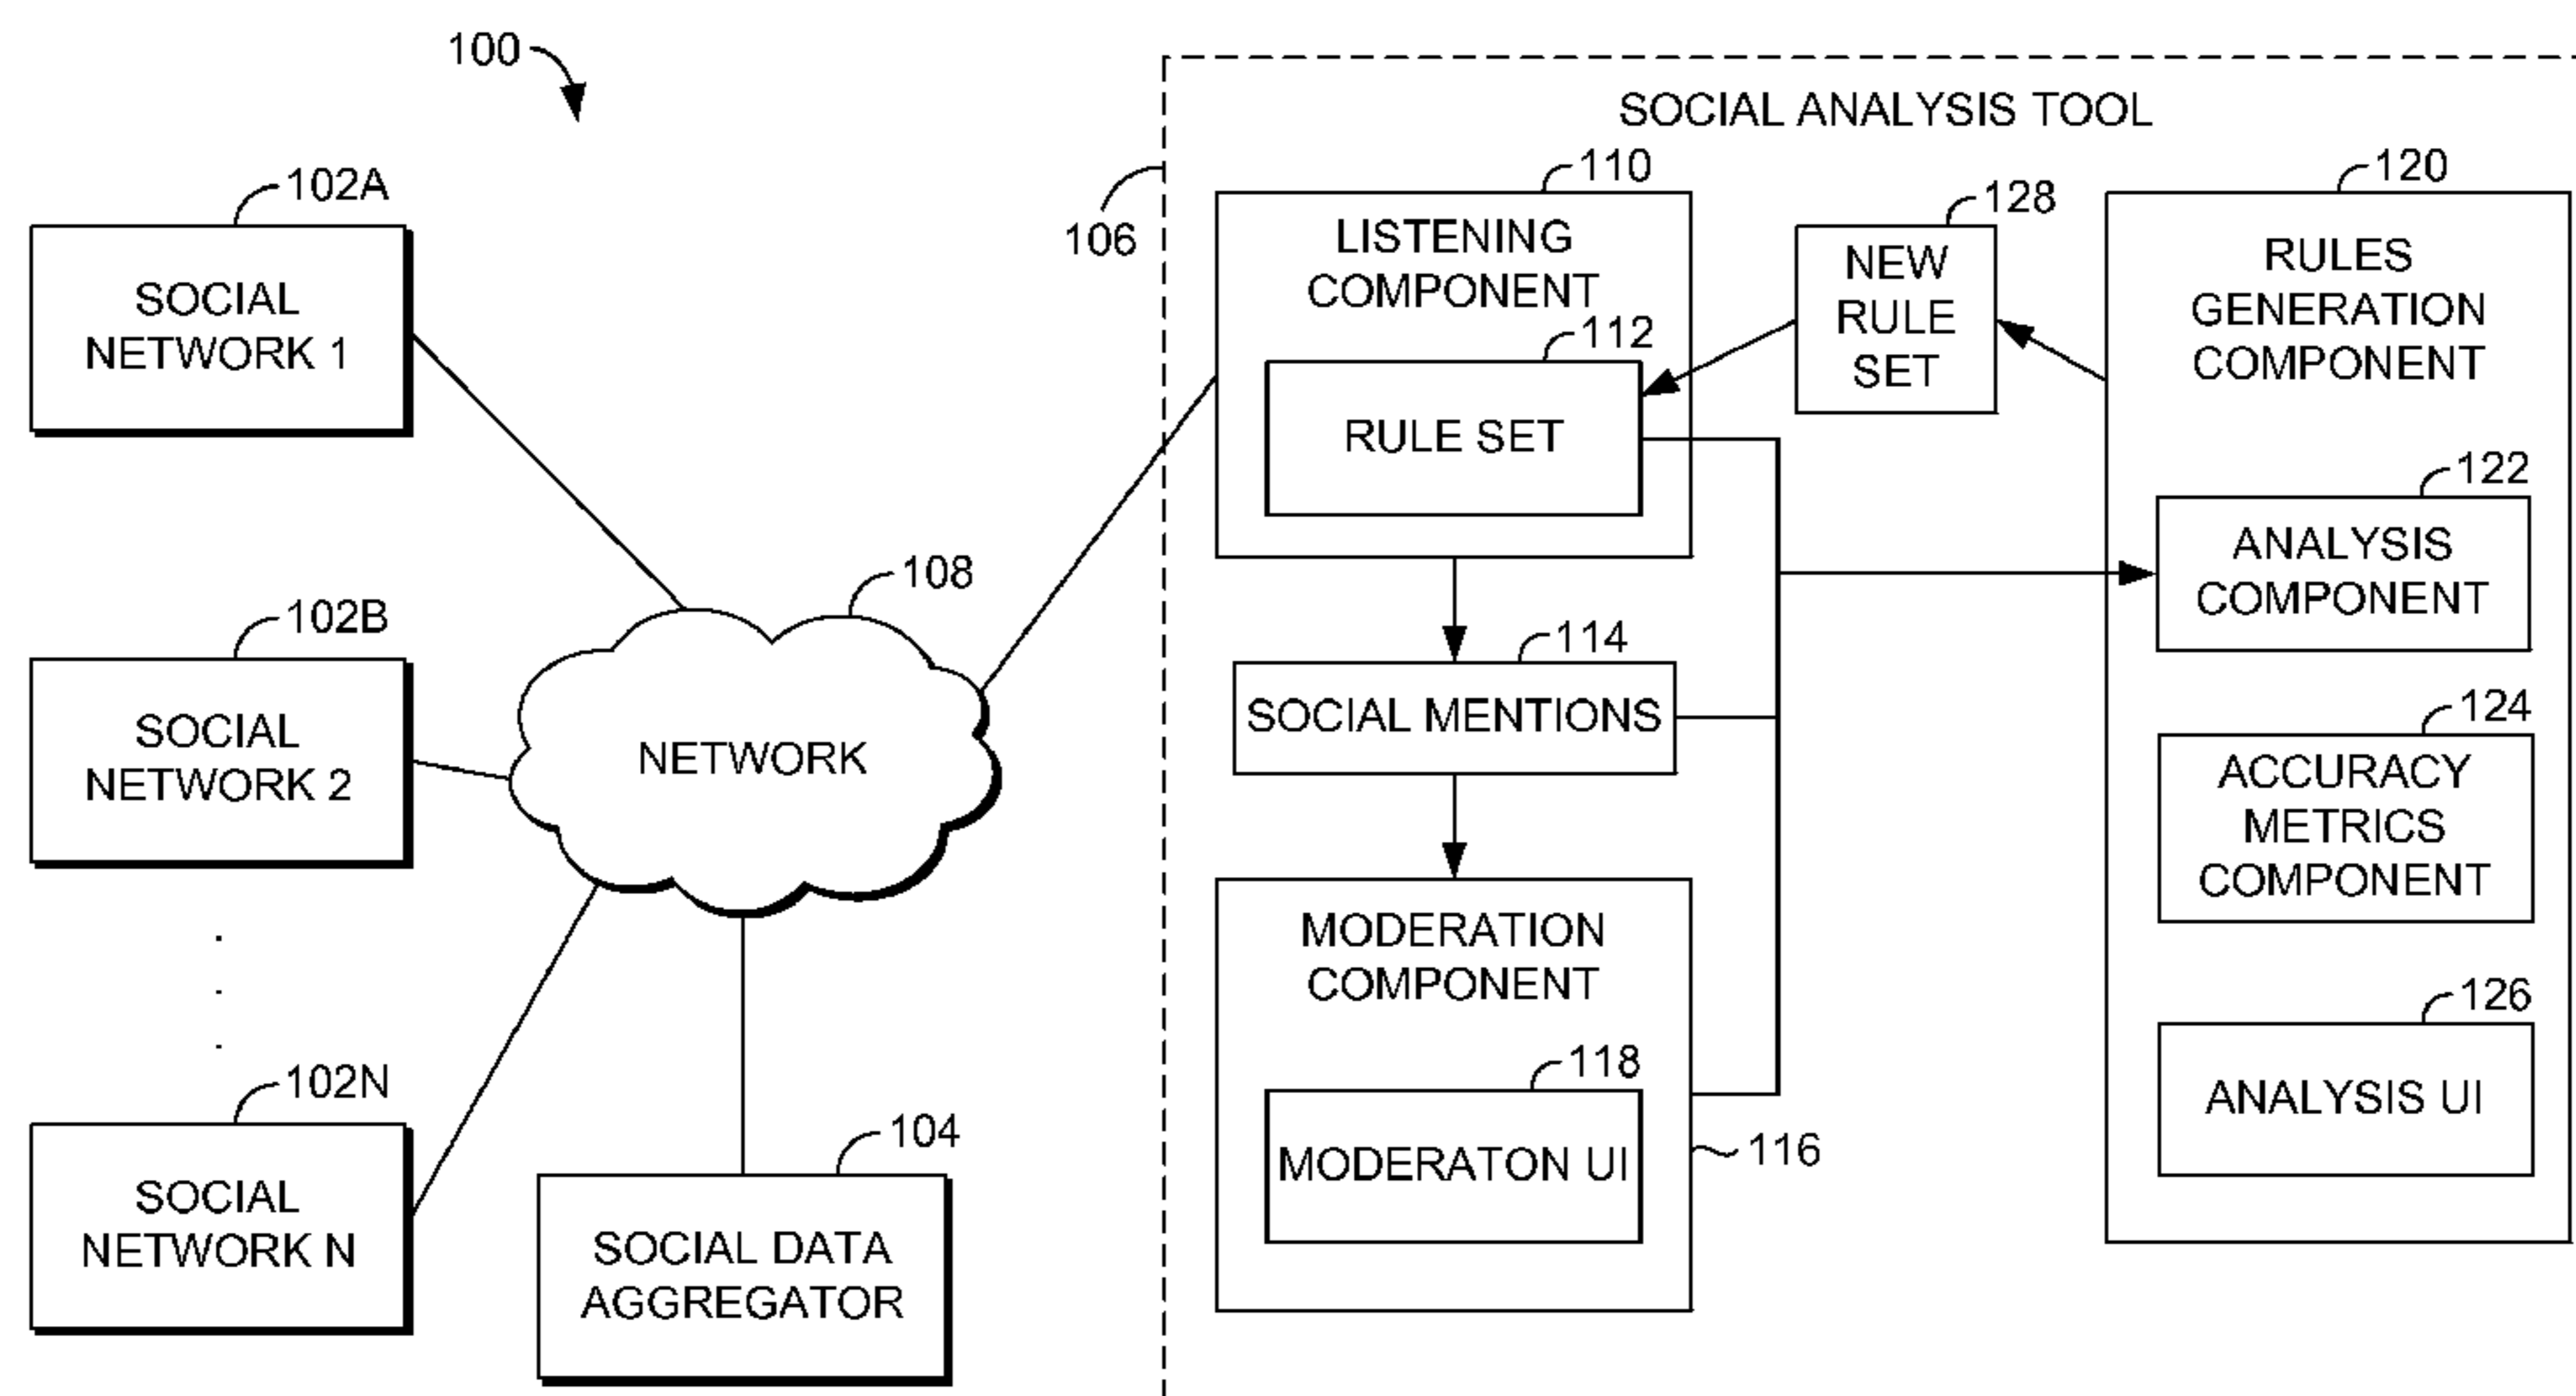 100
102A
SOCIAL
NETWORK 1
102B
SOCIAL
NETWORK 2
.
.
.
102N
SOCIAL
NETWORK N
108
NETWORK
104
SOCIAL DATA
AGGREGATOR
106
SOCIAL ANALYSIS TOOL
110
LISTENING
COMPONENT
112
RULE SET
114
SOCIAL MENTIONS
MODERATION
COMPONENT
118
MODERATON UI
116
128
NEW
RULE
SET
120
RULES
GENERATION
COMPONENT
122
ANALYSIS
COMPONENT
124
ACCURACY
METRICS
COMPONENT
126
ANALYSIS UI